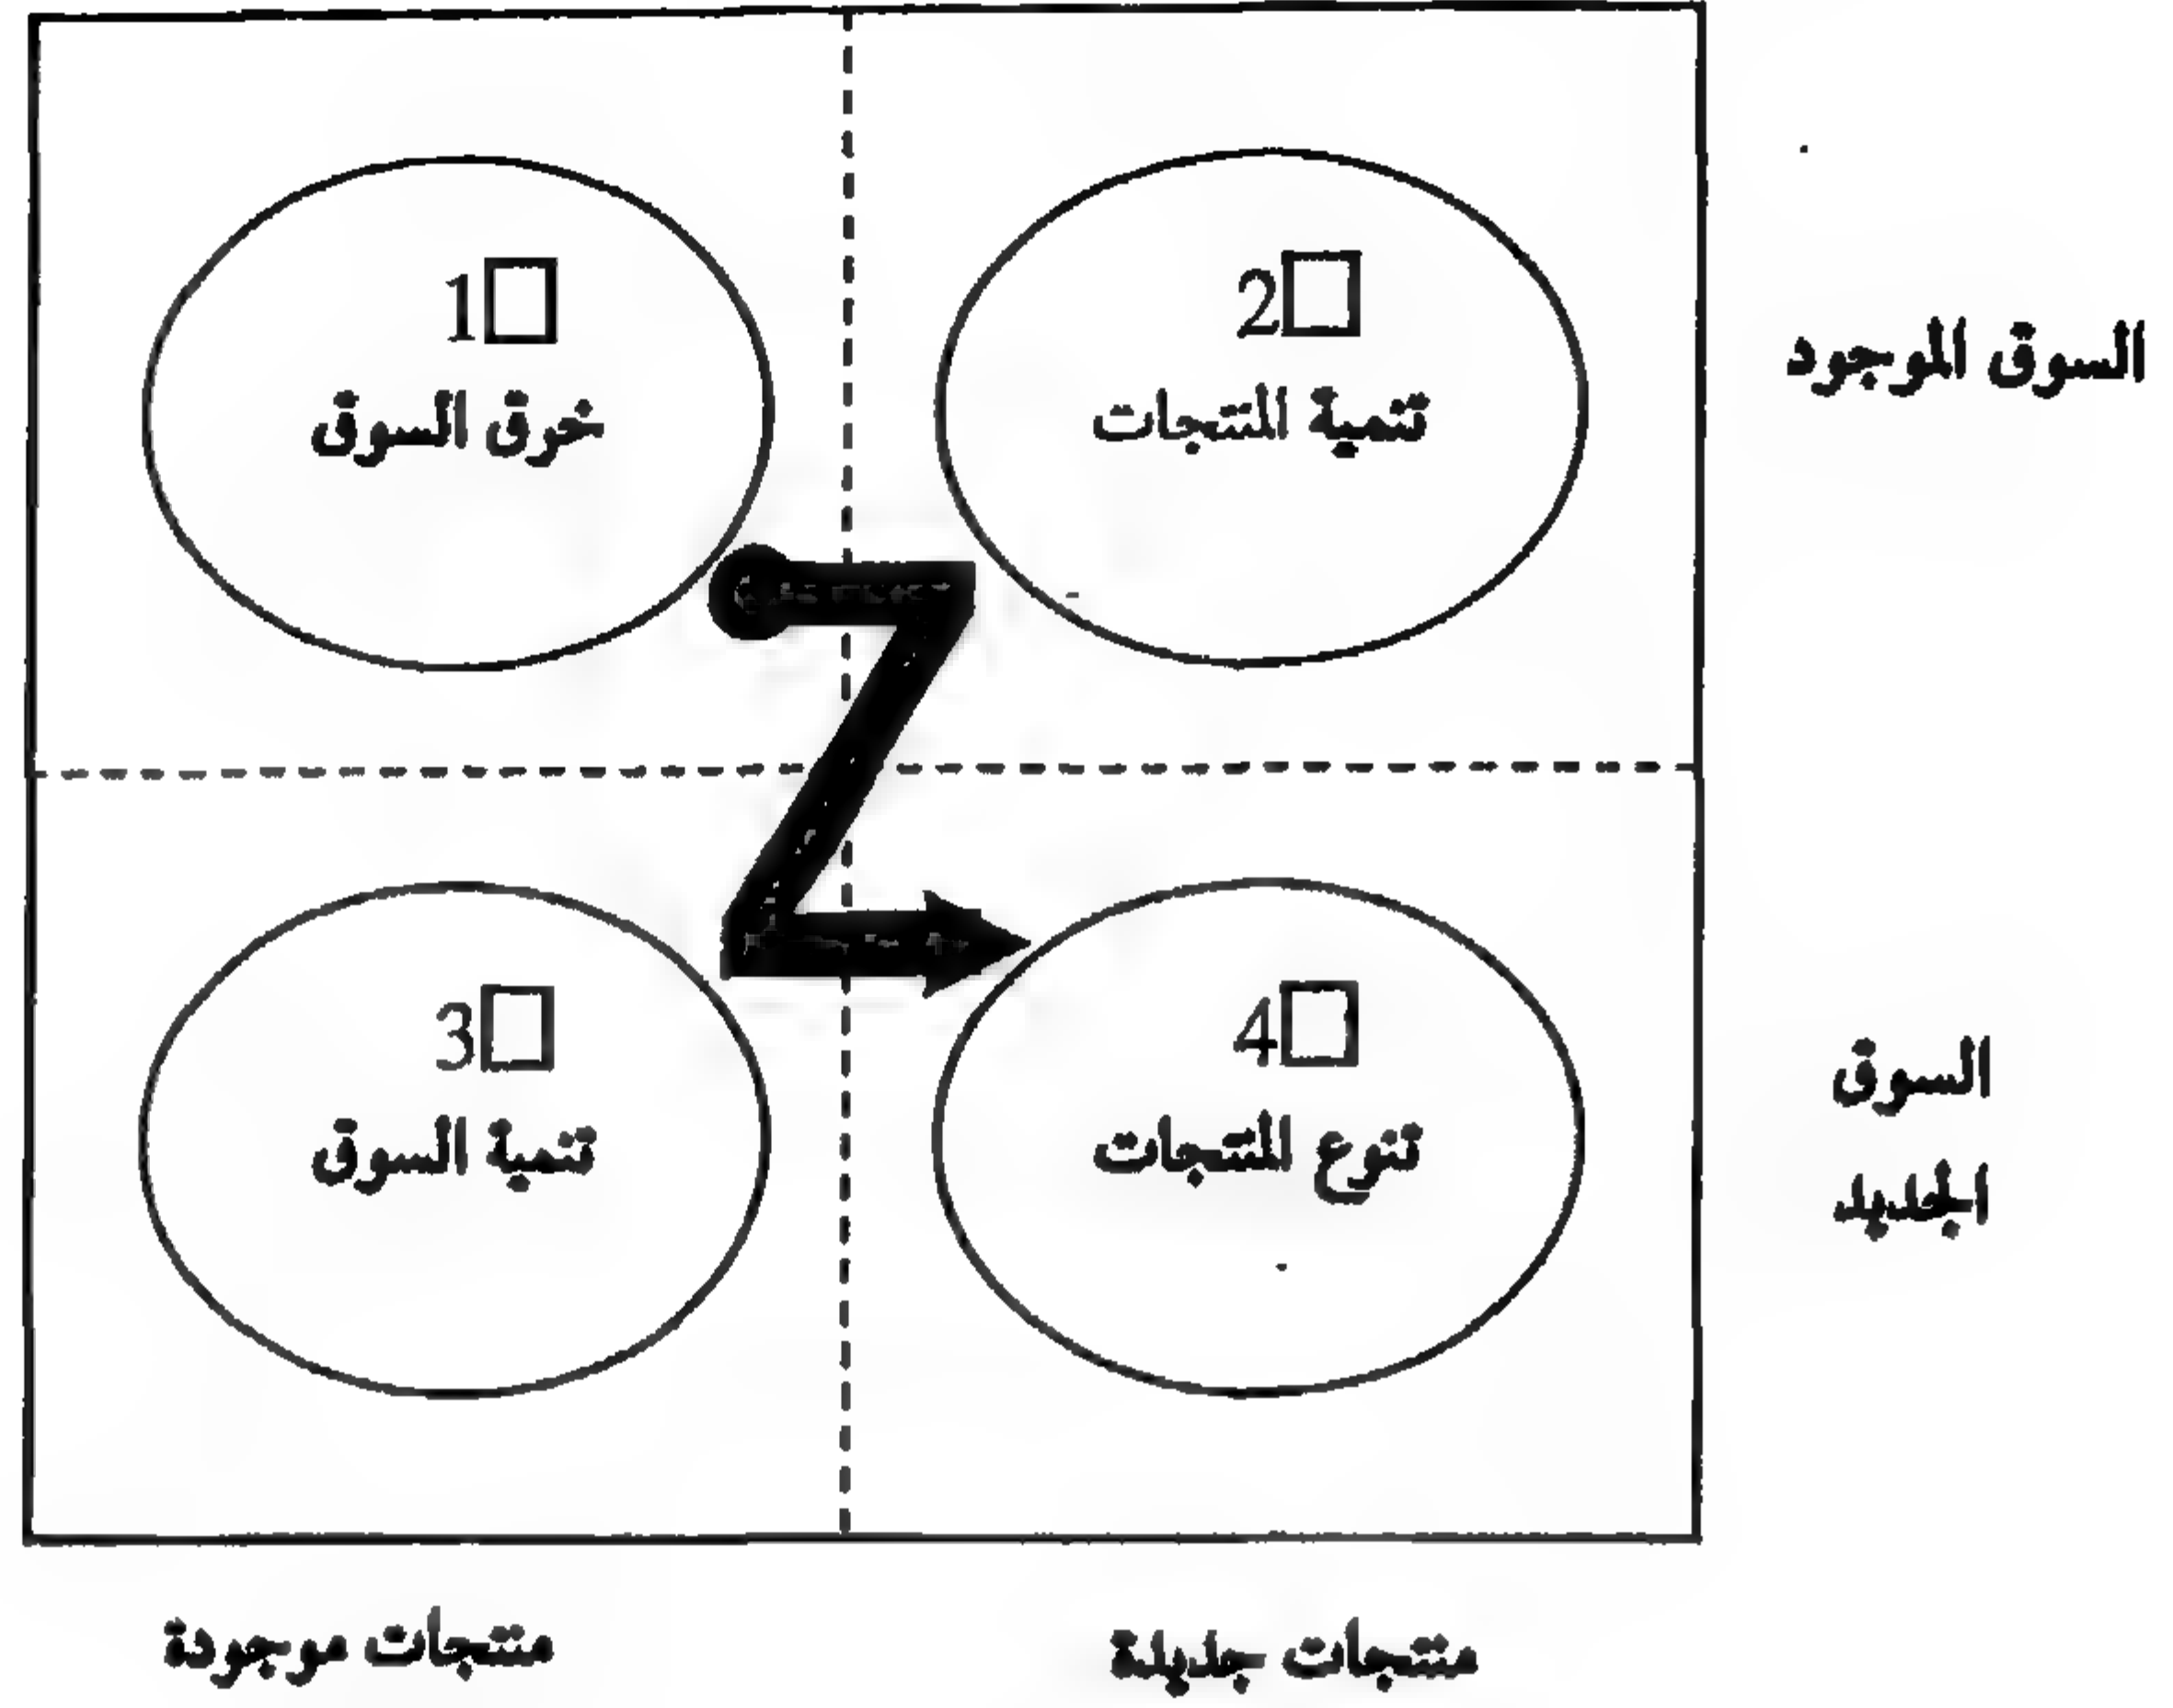 1□
خرق السوق
2□
تنمية المنتجات
السوق الموجود
3□
تنمية السوق
4□
تنوع المنتجات
السوق
الجديد
منتجات موجودة
منتجات جديدة